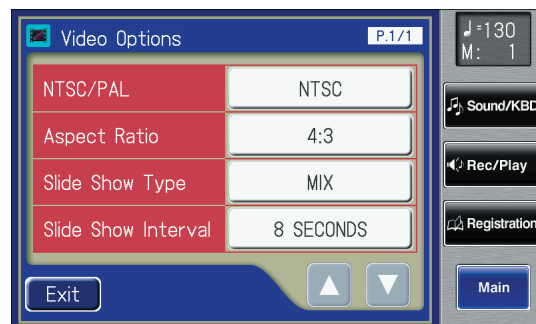 Video Options P.1/1
NTSC/PAL NTSC
Aspect Ratio 4:3
Slide Show Type MIX
Slide Show Interval 8 SECONDS
Exit
♩=130
M: 1
Sound/KBD
Rec/Play
Registration
Main